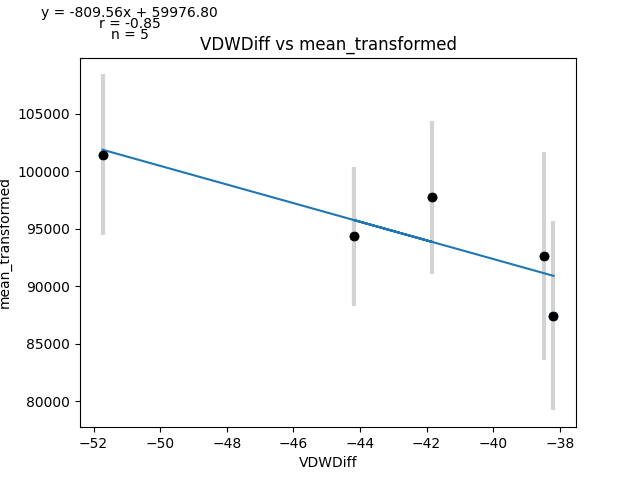 y = -809.56x + 59976.80
r = -0.85
n = 5
VDWDiff vs mean_transformed
105000
100000
95000
90000
85000
80000
mean_transformed
−52 −50 −48 −46 −44 −42 −40 −38
VDWDiff